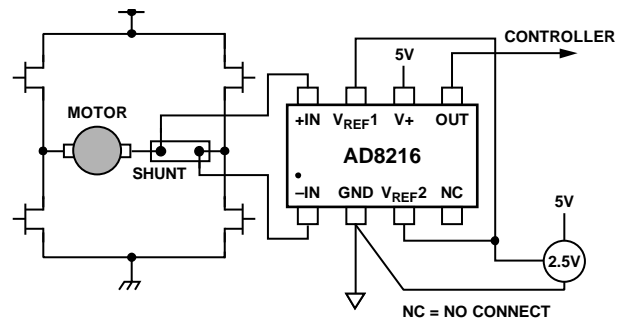 CONTROLLER
5V
MOTOR
SHUNT
+IN VREF1 V+ OUT
AD8216
–IN GND VREF2 NC
5V
2.5V
NC = NO CONNECT